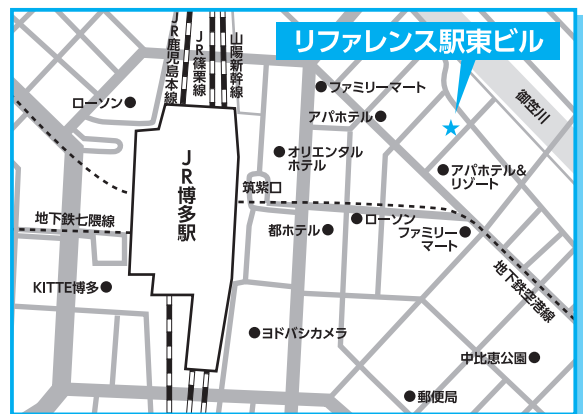 リファレンス駅東ビル
JR鹿児島本線
JR篠栗線
山陽新幹線
ローソン
ファミリーマート
アパホテル
御笠川
オリエンタル
ホテル
アパホテル&
リゾート
JR博多駅
筑紫口
地下鉄七隈線
都ホテル
ローソン
ファミリー
マート
地下鉄空港線
KITTE博多
ヨドバシカメラ
中比恵公園
郵便局